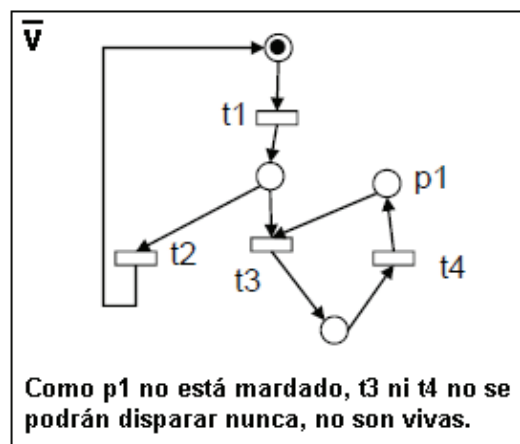 V̅
t1
p1
t2
t3
t4
Como p1 no está mardado, t3 ni t4 no se
podrán disparar nunca, no son vivas.